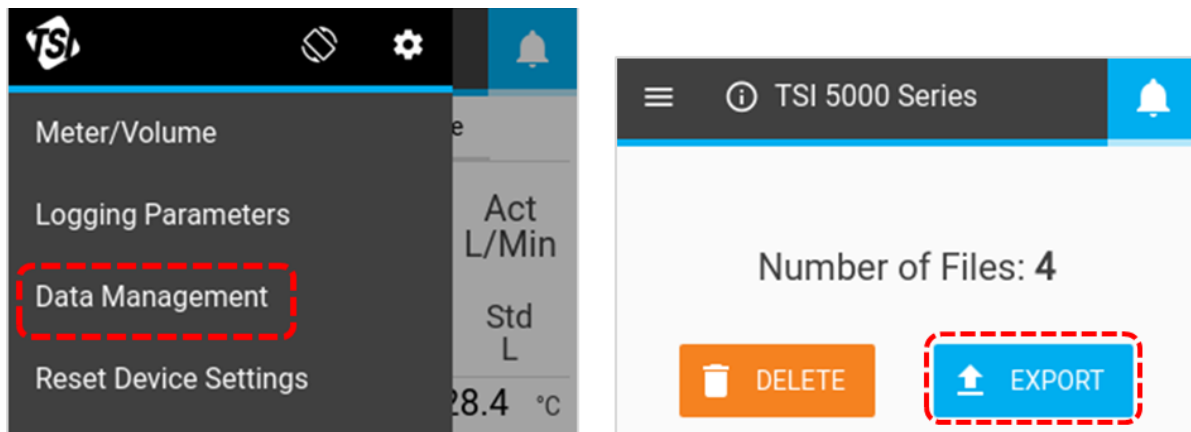 TSI
Meter/Volume
Logging Parameters
Data Management
Reset Device Settings
e
Act
L/Min
Std
L
28.4 °C
TSI 5000 Series
Number of Files: 4
DELETE
EXPORT